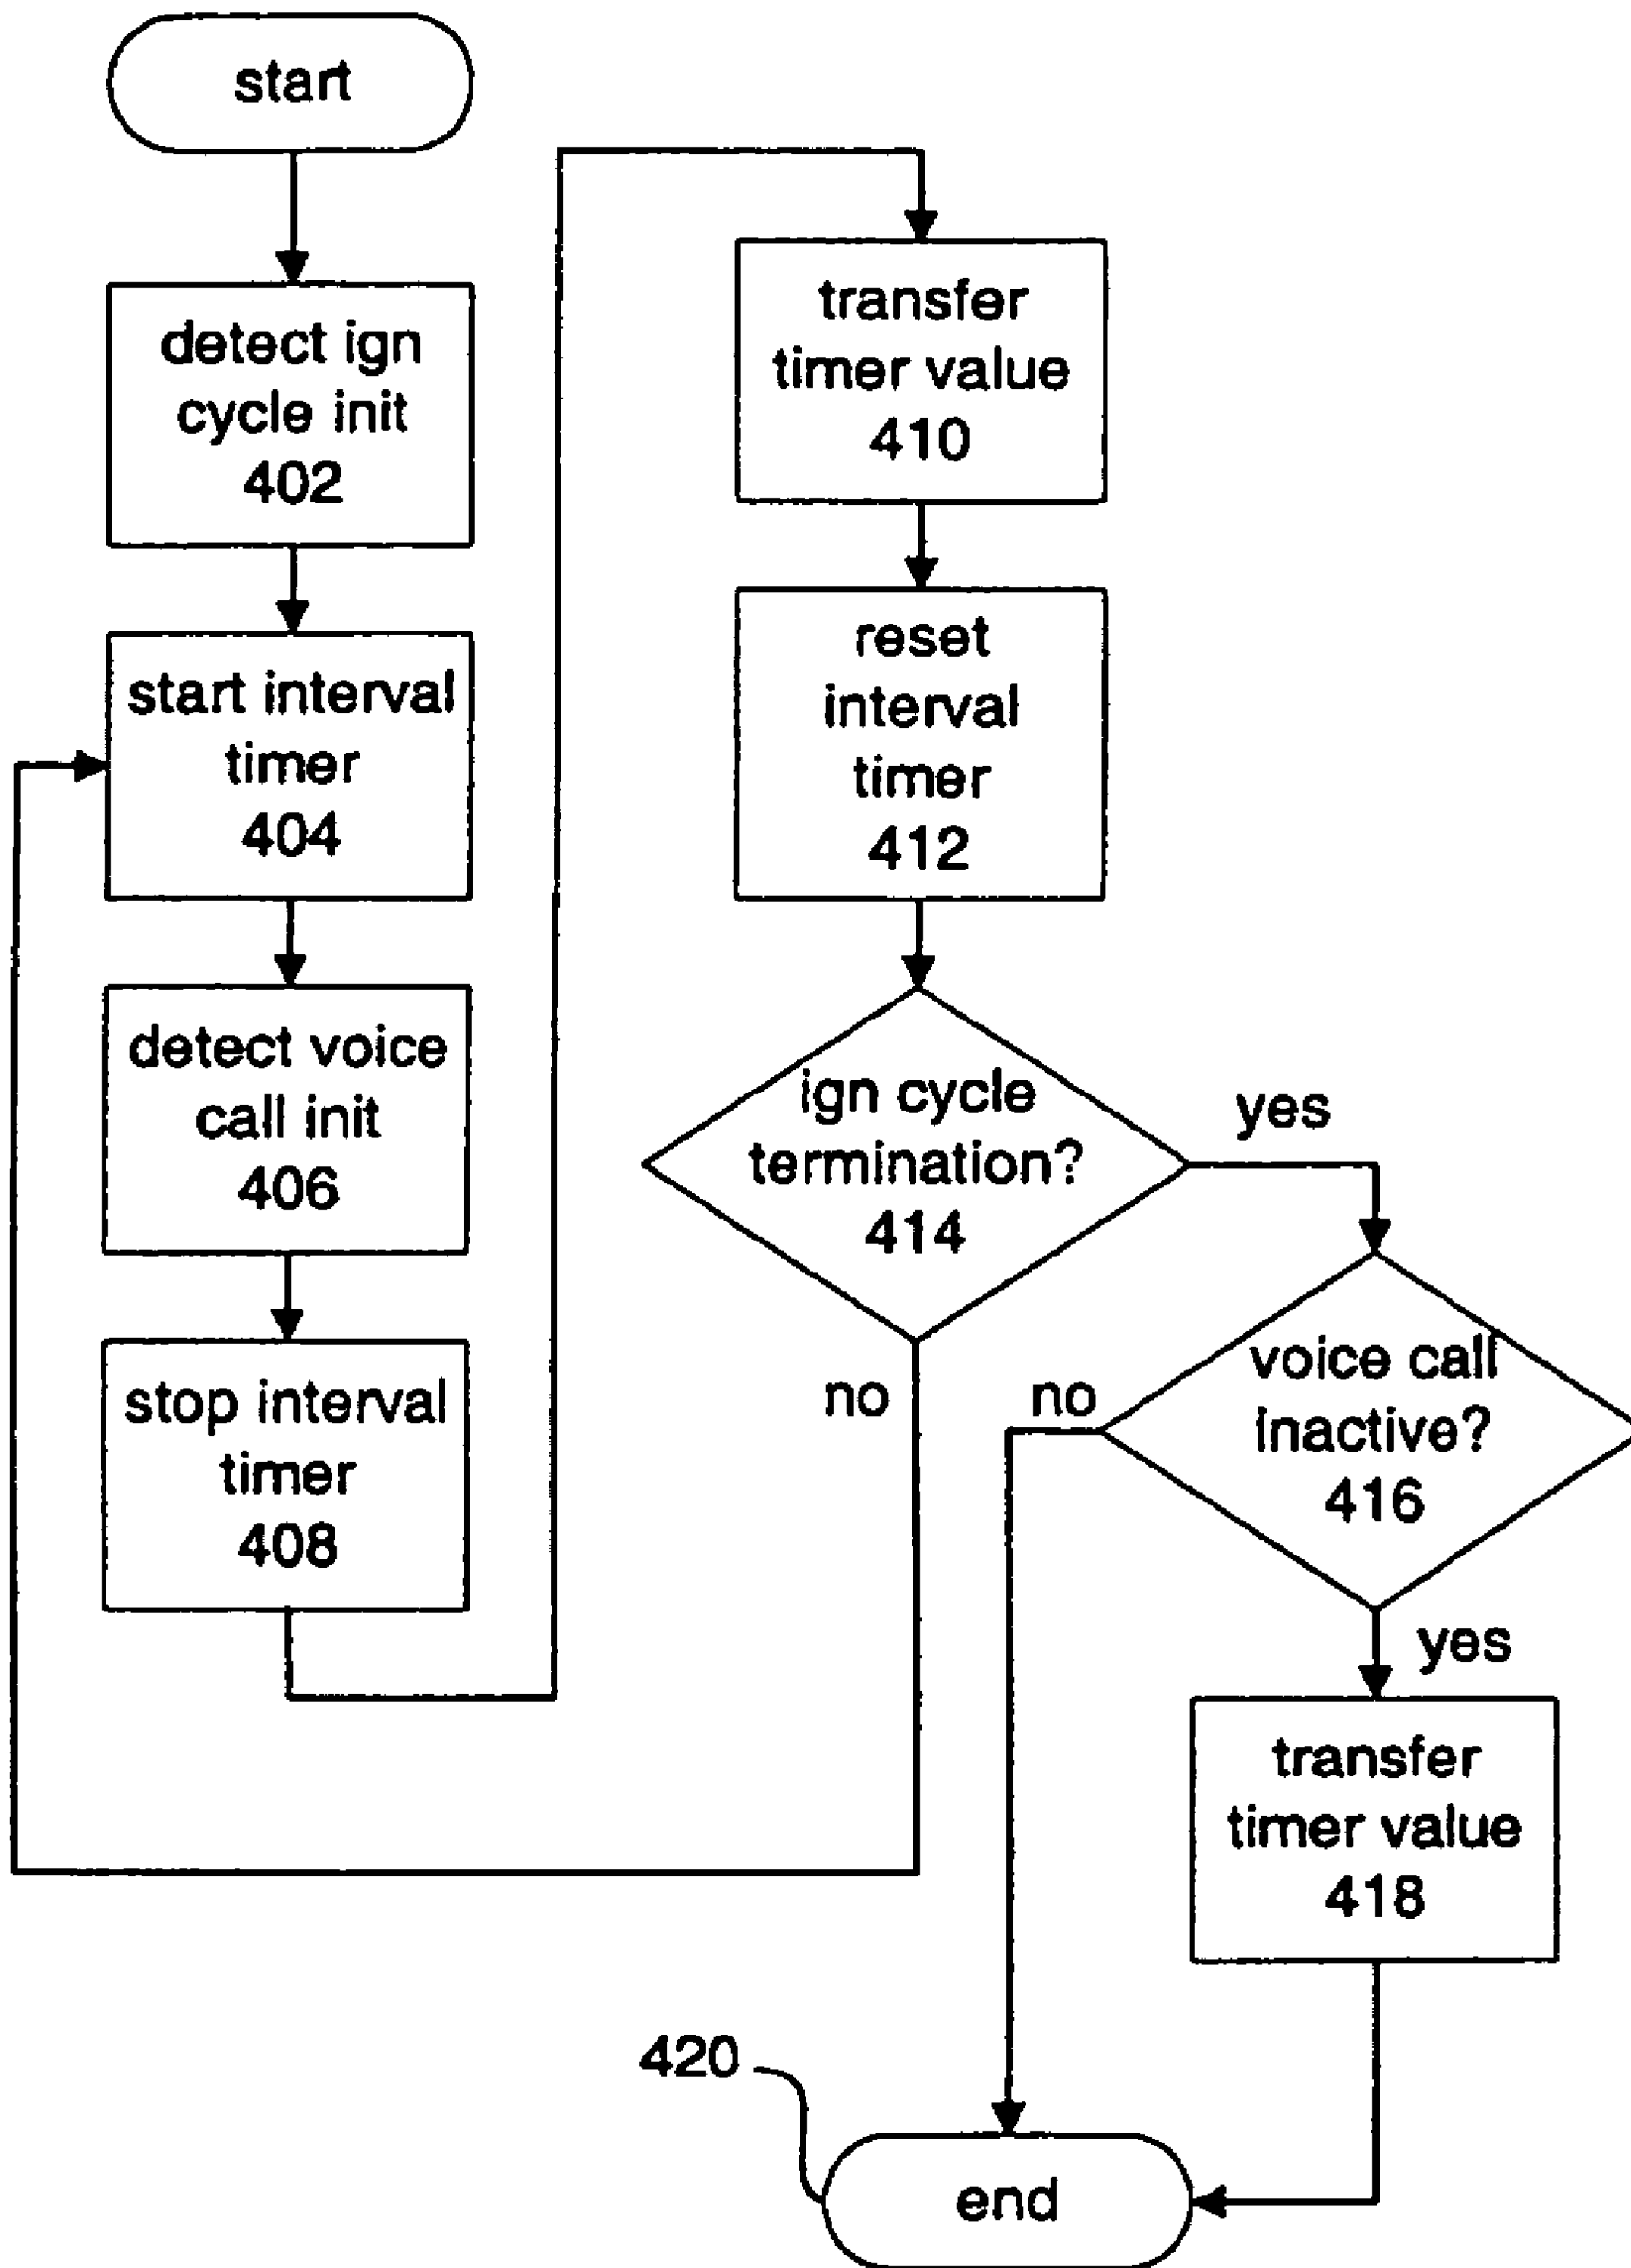 start
detect ign
cycle init
402
start interval
timer
404
detect voice
call init
406
stop interval
timer
408
transfer
timer value
410
reset
interval
timer
412
ign cycle
termination?
414
yes
no
voice call
inactive?
416
no
yes
transfer
timer value
418
420
end